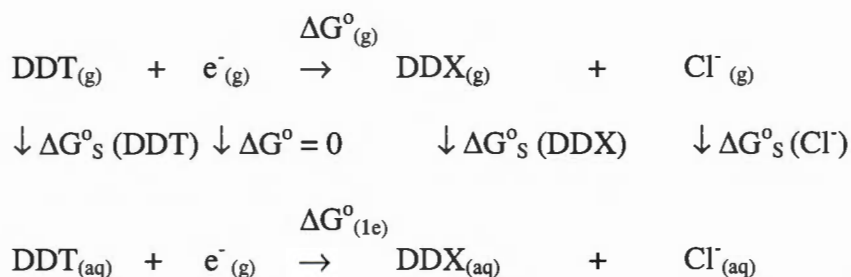 ΔG°(g)
DDT(g) + e⁻(g) → DDX(g) + Cl⁻ (g)
↓ ΔG°S (DDT) ↓ ΔG° = 0 ↓ ΔG°S (DDX) ↓ ΔG°S (Cl⁻)
ΔG°(1e)
DDT(aq) + e⁻ (g) → DDX(aq) + Cl⁻(aq)